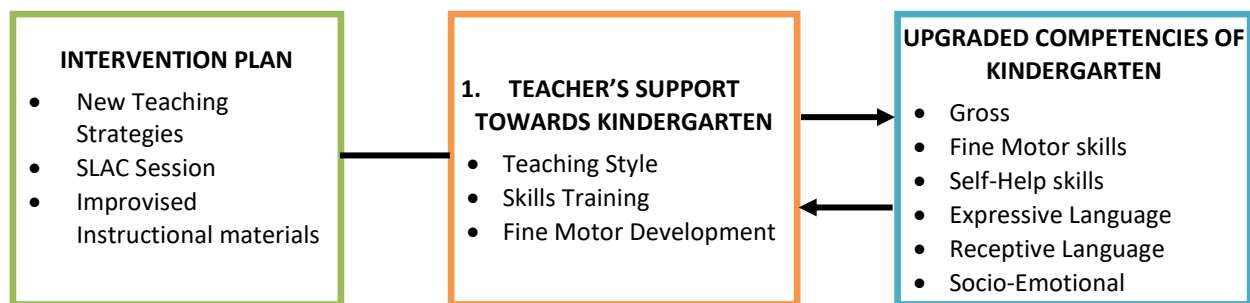 INTERVENTION PLAN
• New Teaching
Strategies
• SLAC Session
• Improvised
Instructional materials
1. TEACHER’S SUPPORT
TOWARDS KINDERGARTEN
• Teaching Style
• Skills Training
• Fine Motor Development
UPGRADED COMPETENCIES OF
KINDERGARTEN
• Gross
• Fine Motor skills
• Self-Help skills
• Expressive Language
• Receptive Language
• Socio-Emotional